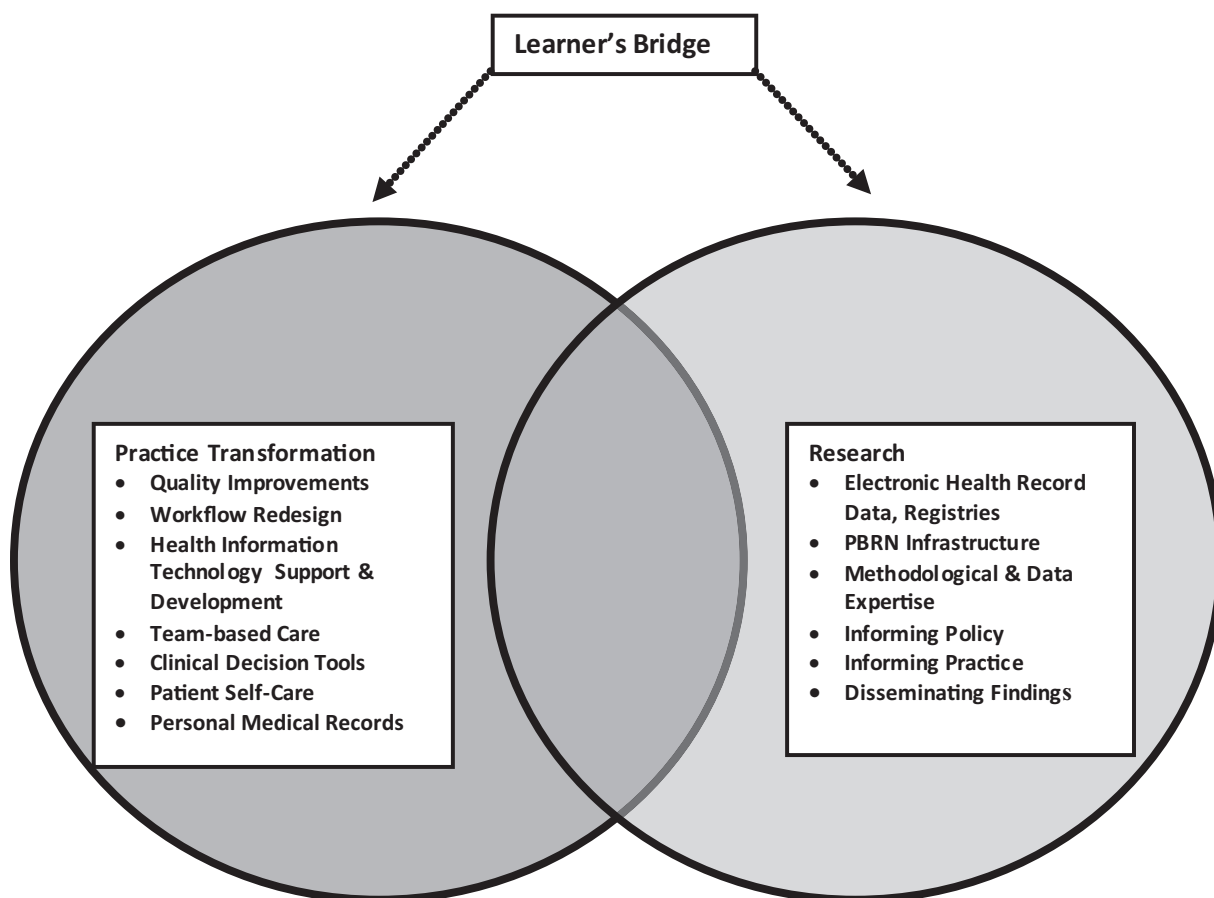 Learner’s Bridge
Practice Transformation
• Quality Improvements
• Workflow Redesign
• Health Information
Technology Support &
Development
• Team-based Care
• Clinical Decision Tools
• Patient Self-Care
• Personal Medical Records
Research
• Electronic Health Record
Data, Registries
• PBRN Infrastructure
• Methodological & Data
Expertise
• Informing Policy
• Informing Practice
• Disseminating Findings